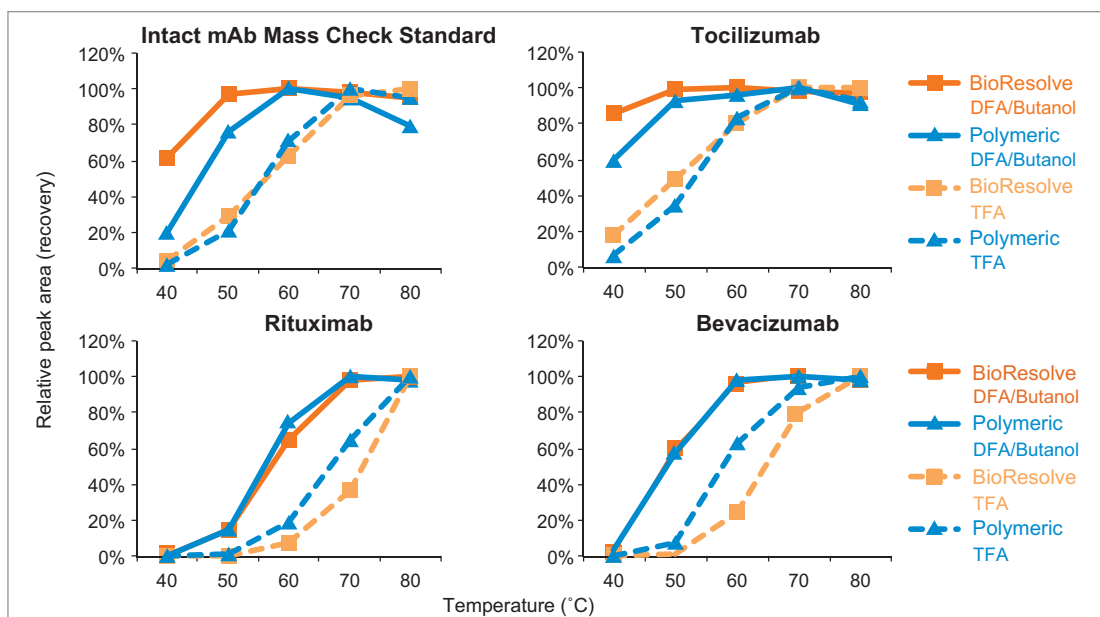 Intact mAb Mass Check Standard
120%
100%
80%
60%
40%
20%
0%
40 50 60 70 80
Tocilizumab
120%
100%
80%
60%
40%
20%
0%
40 50 60 70 80
BioResolve
DFA/Butanol
Polymeric
DFA/Butanol
BioResolve
TFA
Polymeric
TFA
Relative peak area (recovery)
Rituximab
120%
100%
80%
60%
40%
20%
0%
40 50 60 70 80
Bevacizumab
120%
100%
80%
60%
40%
20%
0%
40 50 60 70 80
BioResolve
DFA/Butanol
Polymeric
DFA/Butanol
BioResolve
TFA
Polymeric
TFA
Temperature (˚C)